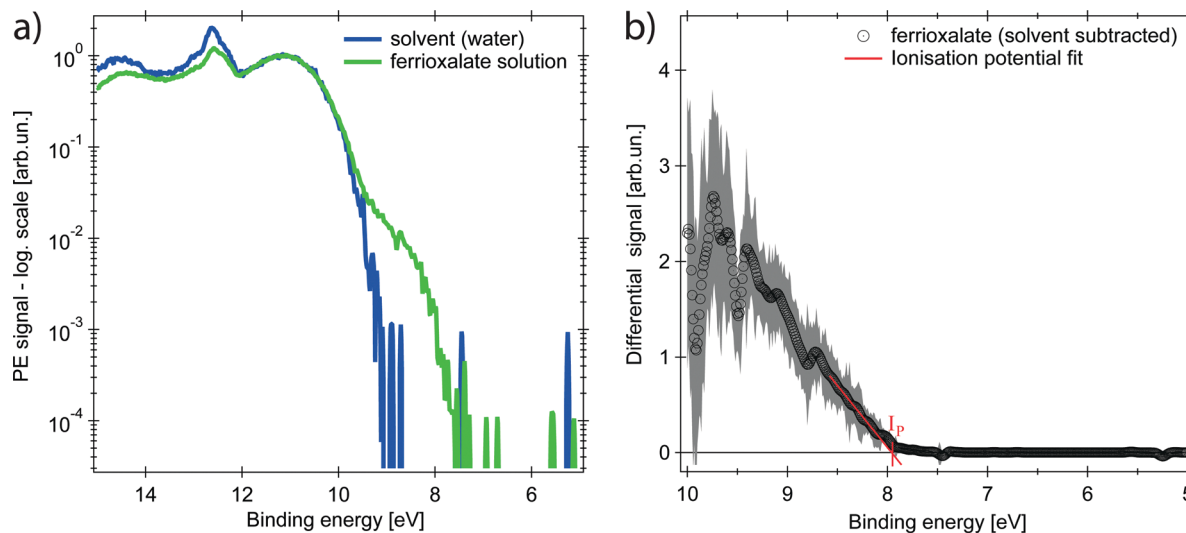 a)
solvent (water)
ferrioxalate solution
PE signal - log. scale [arb.un.]
10^0
10^-1
10^-2
10^-3
10^-4
14
12
10
8
6
Binding energy [eV]
b)
ferrioxalate (solvent subtracted)
Ionisation potential fit
Differential signal [arb.un.]
4
3
2
1
0
I_P
10
9
8
7
6
5
Binding energy [eV]